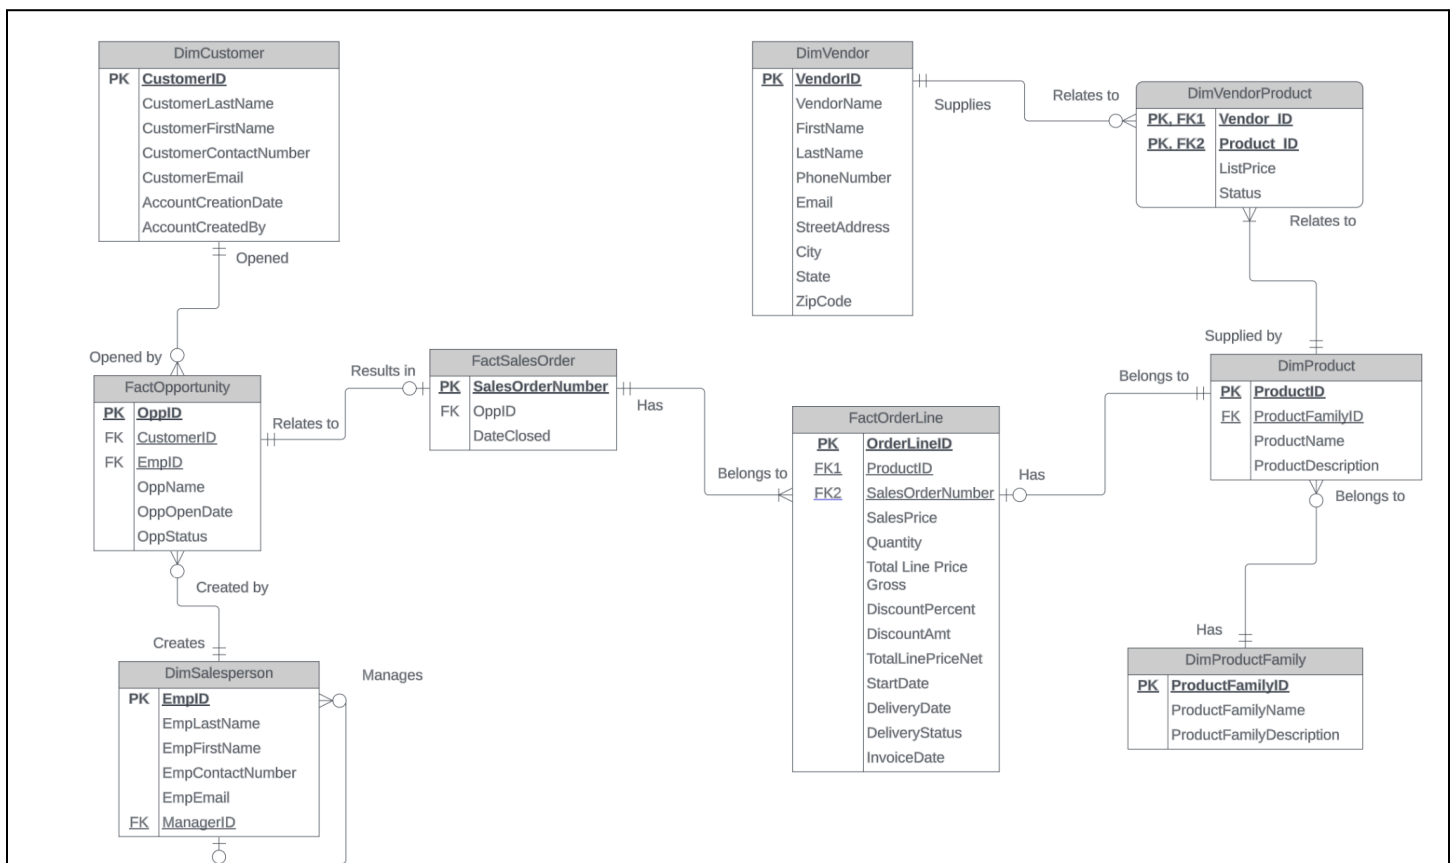 DimCustomer
PK CustomerID
CustomerLastName
CustomerFirstName
CustomerContactNumber
CustomerEmail
AccountCreationDate
AccountCreatedBy
Opened
Opened by
FactOpportunity
PK OppID
FK CustomerID
FK EmpID
OppName
OppOpenDate
OppStatus
Created by
Creates
DimSalesperson
PK EmpID
EmpLastName
EmpFirstName
EmpContactNumber
EmpEmail
FK ManagerID
Manages
Relates to
Results in
FactSalesOrder
PK SalesOrderNumber
FK OppID
DateClosed
Has
Belongs to
DimVendor
PK VendorID
VendorName
FirstName
LastName
PhoneNumber
Email
StreetAddress
City
State
ZipCode
Supplies
Relates to
DimVendorProduct
PK, FK1 Vendor_ID
PK, FK2 Product_ID
ListPrice
Status
Relates to
Supplied by
DimProduct
PK ProductID
FK ProductFamilyID
ProductName
ProductDescription
Belongs to
FactOrderLine
PK OrderLineID
FK1 ProductID
FK2 SalesOrderNumber
SalesPrice
Quantity
Total Line Price
Gross
DiscountPercent
DiscountAmt
TotalLinePriceNet
StartDate
DeliveryDate
DeliveryStatus
InvoiceDate
Has
Belongs to
Has
DimProductFamily
PK ProductFamilyID
ProductFamilyName
ProductFamilyDescription